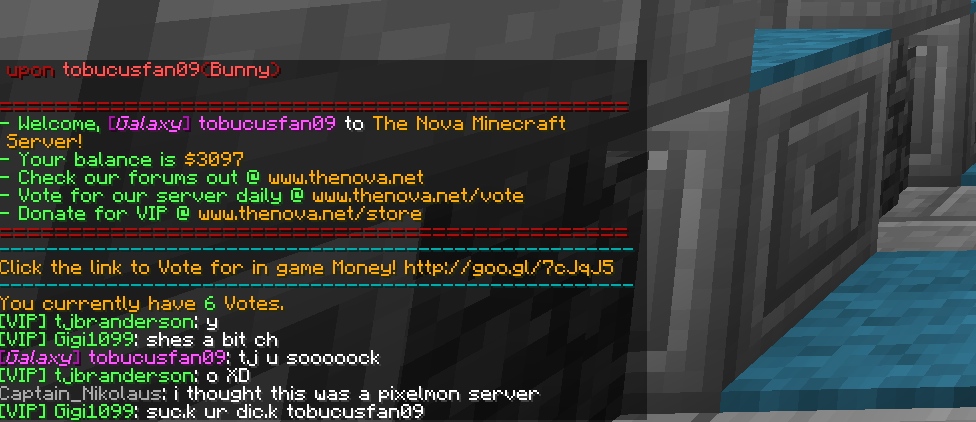 upon tobucusfan09(Bunny)
- Welcome, [Galaxy] tobucusfan09 to The Nova Minecraft
Server!
- Your balance is $3097
- Check our forums out @ www.thenova.net
- Vote for our server daily @ www.thenova.net/vote
- Donate for VIP @ www.thenova.net/store
Click the link to Vote for in game Money! http://goo.gl/7cJqJ5
You currently have 6 Votes.
[VIP] tjbranderson: y
[VIP] Gigi1099: shes a bit ch
[Galaxy] tobucusfan09: tj u sooooock
[VIP] tjbranderson: o XD
Captain_Nikolaus: i thought this was a pixelmon server
[VIP] Gigi1099: suc.k ur dic.k tobucusfan09